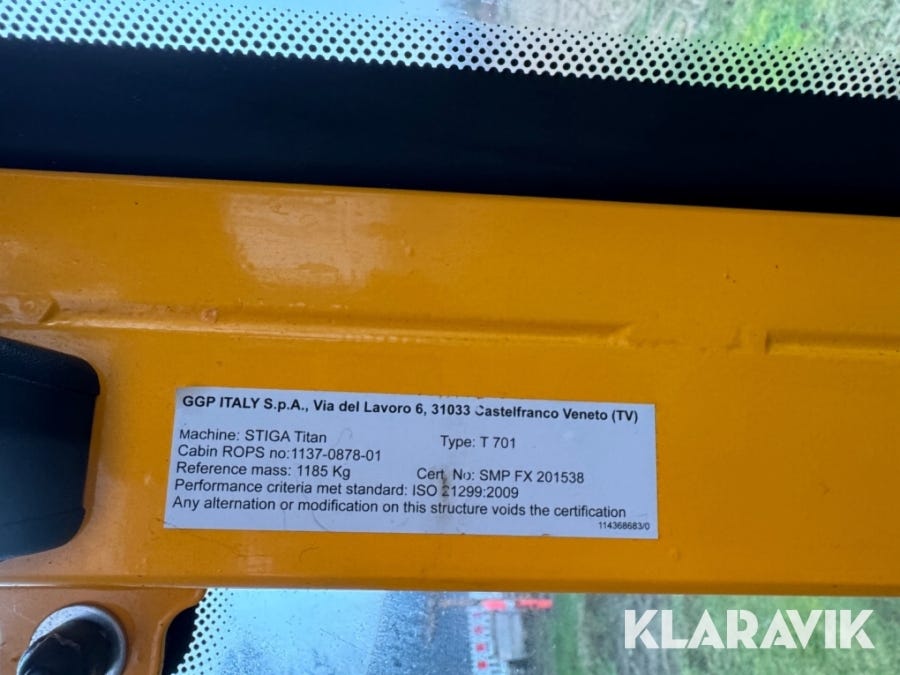 KLARAVIK
GGP ITALY S.p.A., Via del Lavoro 6, 31033 Castelfranco Veneto (TV)
Machine: STIGA Titan Type: T 701
Cabin ROPS no:1137-0878-01
Reference mass: 1185 Kg Cert. No: SMP FX 201538
Performance criteria met standard: ISO 21299:2009
Any alternation or modification on this structure voids the certification
114368683/0
KLARAVIK